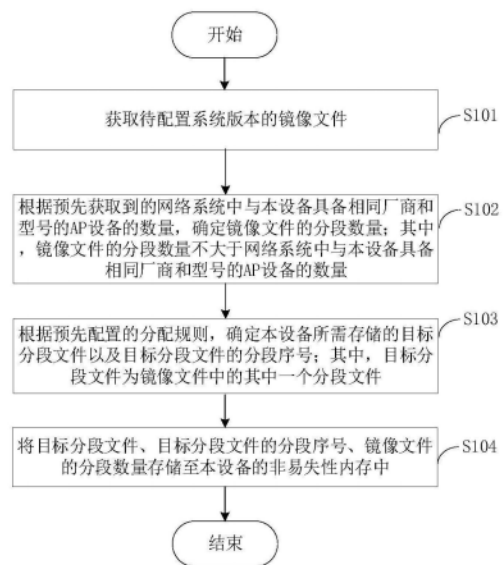 开始
获取待配置系统版本的镜像文件
S101
根据预先获取到的网络系统中与本设备具备相同厂商和
型号的AP设备的数量，确定镜像文件的分段数量；其中
，镜像文件的分段数量不大于网络系统中与本设备具备
相同厂商和型号的AP设备的数量
S102
根据预先配置的分配规则，确定本设备所需存储的目标
分段文件以及目标分段文件的分段序号；其中，目标分
段文件为镜像文件中的其中一个分段文件
S103
将目标分段文件、目标分段文件的分段序号、镜像文件
的分段数量存储至本设备的非易失性内存中
S104
结束